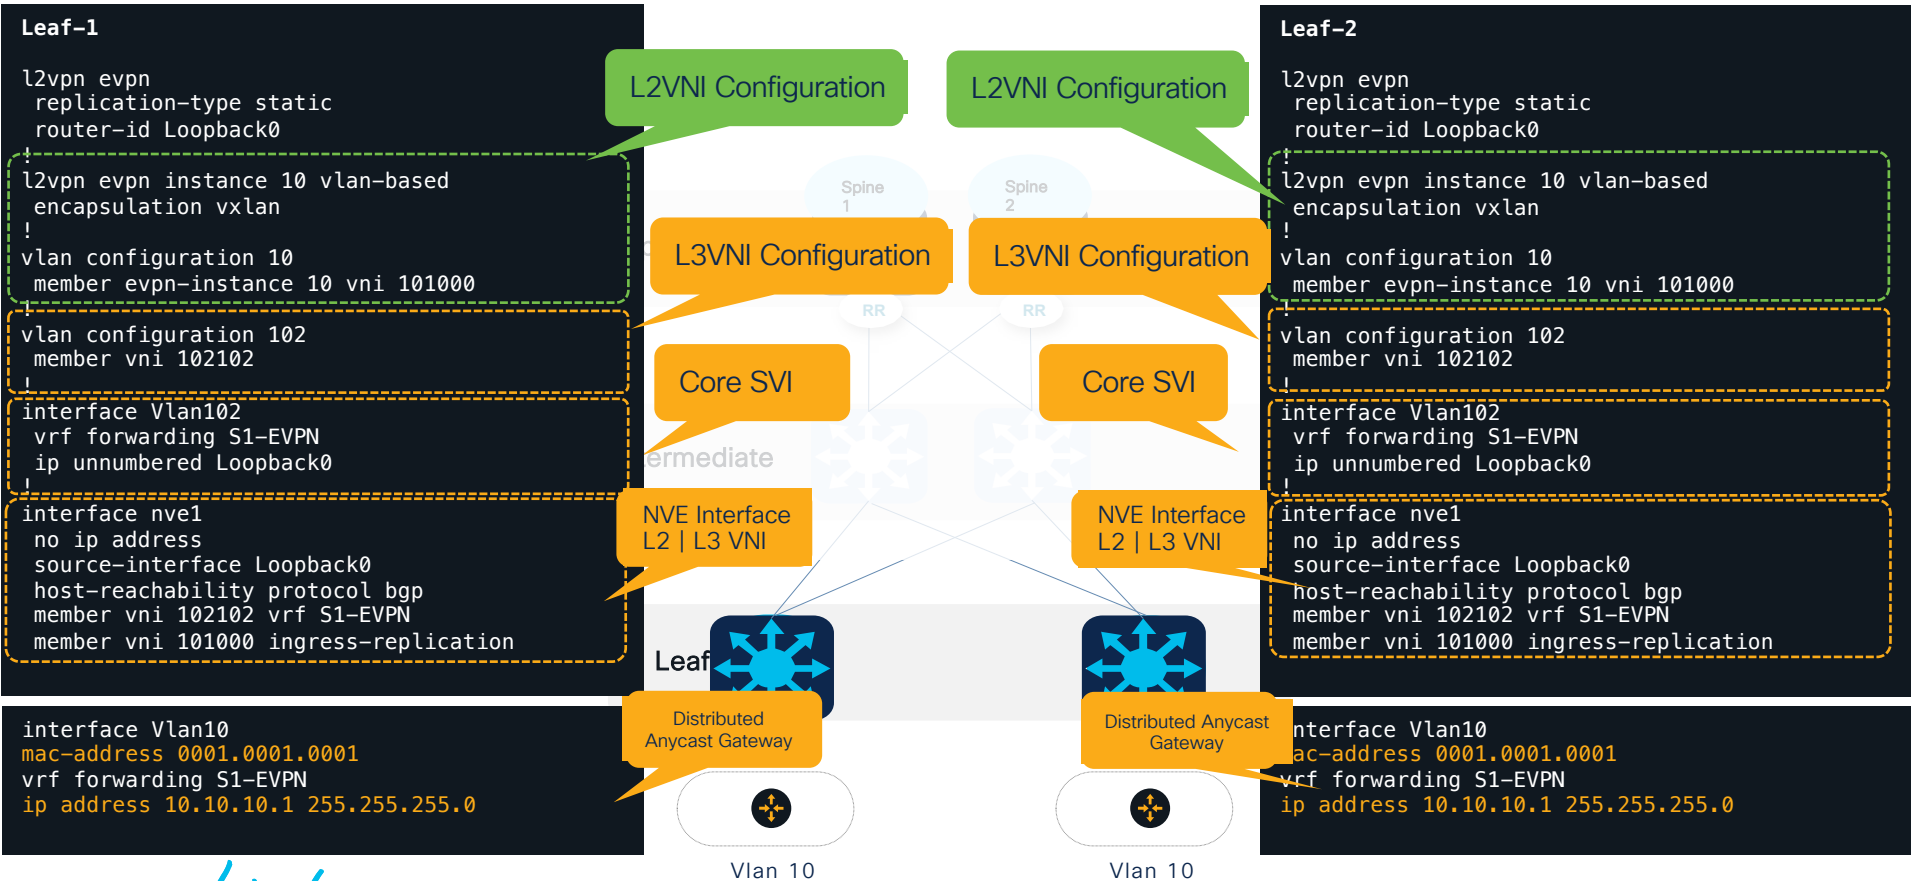 Leaf-1
l2vpn evpn
replication-type static
router-id Loopback0
!
l2vpn evpn instance 10 vlan-based
encapsulation vxlan
!
vlan configuration 10
member evpn-instance 10 vni 101000
!
vlan configuration 102
member vni 102102
!
interface Vlan102
vrf forwarding S1-EVPN
ip unnumbered Loopback0
!
interface nve1
no ip address
source-interface Loopback0
host-reachability protocol bgp
member vni 102102 vrf S1-EVPN
member vni 101000 ingress-replication
interface Vlan10
mac-address 0001.0001.0001
vrf forwarding S1-EVPN
ip address 10.10.10.1 255.255.255.0
L2VNI Configuration
L2VNI Configuration
Spine
1
Spine
2
L3VNI Configuration
L3VNI Configuration
RR
RR
Core SVI
Core SVI
ermediate
NVE Interface
L2 | L3 VNI
NVE Interface
L2 | L3 VNI
Leaf
Distributed
Anycast Gateway
Distributed Anycast
Gateway
Vlan 10
Vlan 10
Leaf-2
l2vpn evpn
replication-type static
router-id Loopback0
!
l2vpn evpn instance 10 vlan-based
encapsulation vxlan
!
vlan configuration 10
member evpn-instance 10 vni 101000
!
vlan configuration 102
member vni 102102
!
interface Vlan102
vrf forwarding S1-EVPN
ip unnumbered Loopback0
!
interface nve1
no ip address
source-interface Loopback0
host-reachability protocol bgp
member vni 102102 vrf S1-EVPN
member vni 101000 ingress-replication
interface Vlan10
mac-address 0001.0001.0001
vrf forwarding S1-EVPN
ip address 10.10.10.1 255.255.255.0